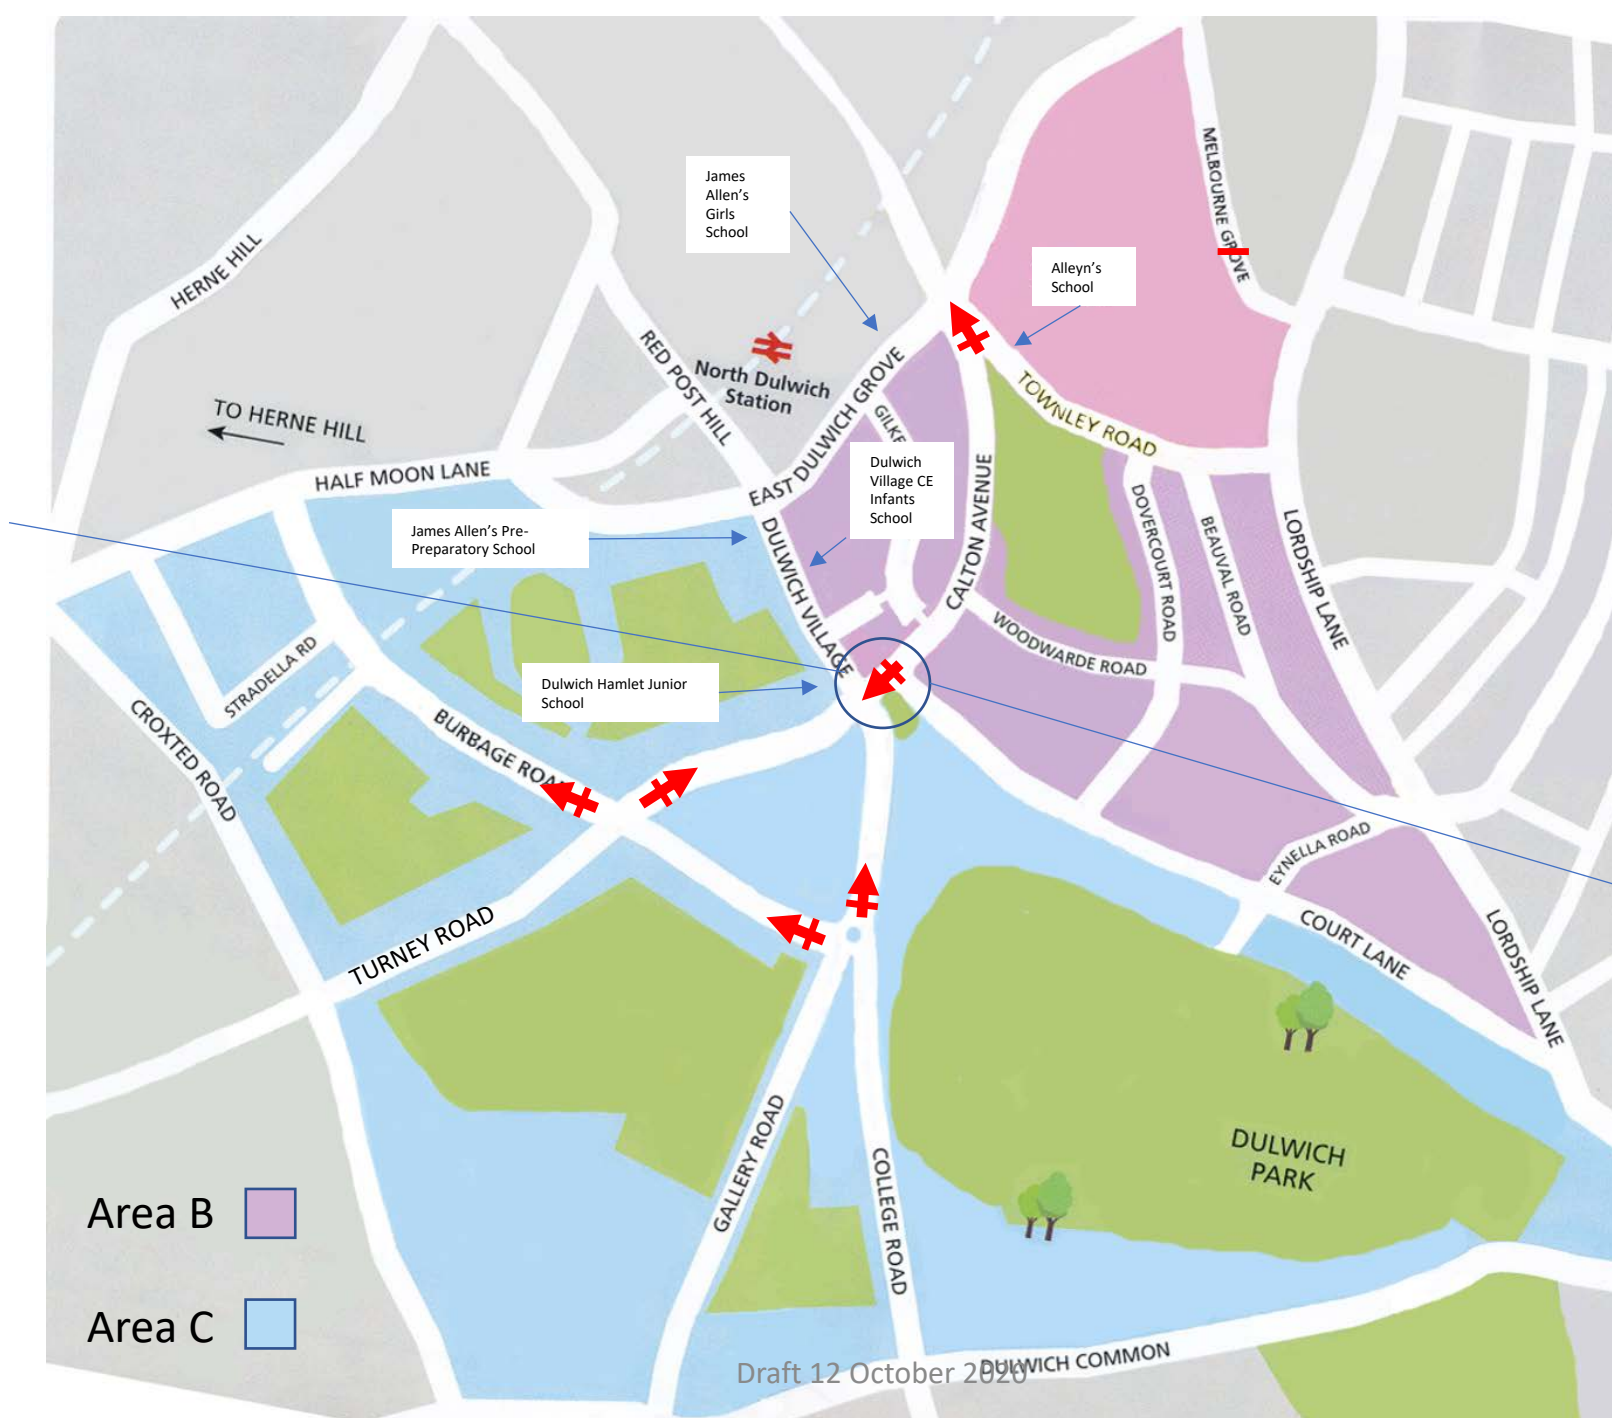 James
Allen's
Girls
School
MELBOURNE GROVE
HERNE HILL
Alleyn's
School
RED POST HILL
North Dulwich
Station
TO HERNE HILL
EAST DULWICH GROVE
TOWNLEY ROAD
HALF MOON LANE
Dulwich
Village CE
Infants
School
CALTON AVENUE
DOVERCOURT ROAD
BEAUVAL ROAD
LORDSHIP LANE
James Allen's Pre-
Preparatory School
DULWICH VILLAGE
WOODWARDE ROAD
STRADELLA RD
Dulwich Hamlet Junior
School
CROXTED ROAD
BURBAGE ROAD
EYNELLA ROAD
TURNEY ROAD
COURT LANE
LORDSHIP LANE
GALLERY ROAD
COLLEGE ROAD
DULWICH
PARK
Area B
Area C
DULWICH COMMON
Draft 12 October 2020